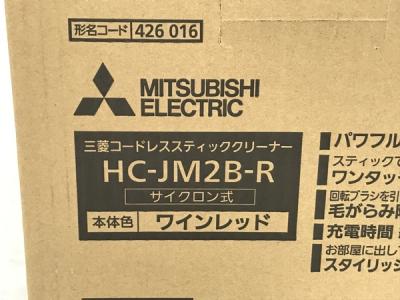 形名コード 426 016
MITSUBISHI
ELECTRIC
三菱コードレススティッククリーナー
HC-JM2B-R
サイクロン式
本体色 ワインレッド
パワフル
スティックで
ワンタッ
回転ブラシを引
毛がらみ
充電時間
お部屋に出して
スタイリッシ